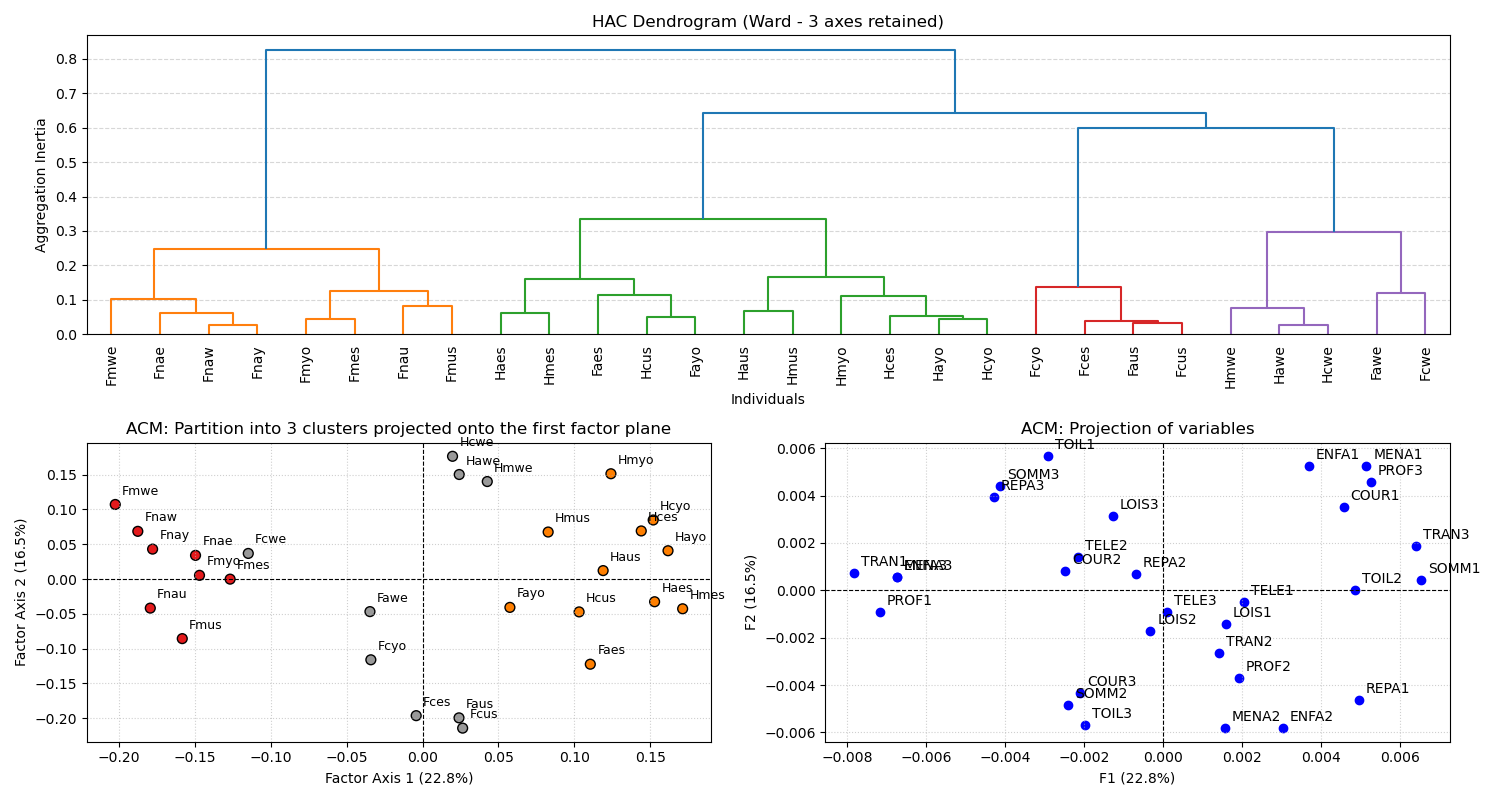 HAC Dendrogram (Ward - 3 axes retained)
Aggregation Inertia
0.8
0.7
0.6
0.5
0.4
0.3
0.2
0.1
0.0
Fmwe Fnae Fnaw Fnay Fmyo Fmes Fnau Fmus Haes Hmes Faes Hcus Fayo Haus Hmus Hmyo Hces Hayo Hcyo Fcyo Fces Faus Fcus Hmwe Hawe Hcwe Fawe Fcwe
Individuals
ACM: Partition into 3 clusters projected onto the first factor plane
Factor Axis 2 (16.5%)
0.15
0.10
0.05
0.00
−0.05
−0.10
−0.15
−0.20
Hcwe
Hawe
Hmwe
Hmyo
Fmwe
Hcyo
Hces
Fnaw
Hmus
Fnay
Fnae
Fcwe
Hayo
Fmyo
Fmes
Haus
Fnau
Fawe
Fayo
Hcus
Haes
Hmes
Fmus
Fcyo
Faes
Fces
Faus
Fcus
−0.20 −0.15 −0.10 −0.05 0.00 0.05 0.10 0.15
Factor Axis 1 (22.8%)
ACM: Projection of variables
F2 (16.5%)
0.006
0.004
0.002
0.000
−0.002
−0.004
−0.006
TOIL1
ENFA1
MENA1
SOMM3
PROF3
REPA3
COUR1
LOIS3
TRAN3
TELE2
COUR2
REPA2
TRAN1
MENA3
SOMM1
TOIL2
PROF1
TELE3
TELE1
LOIS2
LOIS1
TRAN2
PROF2
COUR3
SOMM2
REPA1
TOIL3
MENA2
ENFA2
−0.008 −0.006 −0.004 −0.002 0.000 0.002 0.004 0.006
F1 (22.8%)